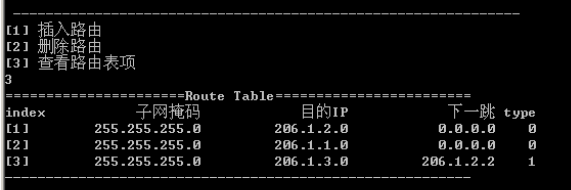 ----------------------------------------------------------------
[1] 插入路由
[2] 删除路由
[3] 查看路由表项
3
======================Route Table========================
index 子网掩码 目的IP 下一跳 type
[1] 255.255.255.0 206.1.2.0 0.0.0.0 0
[2] 255.255.255.0 206.1.1.0 0.0.0.0 0
[3] 255.255.255.0 206.1.3.0 206.1.2.2 1
----------------------------------------------------------